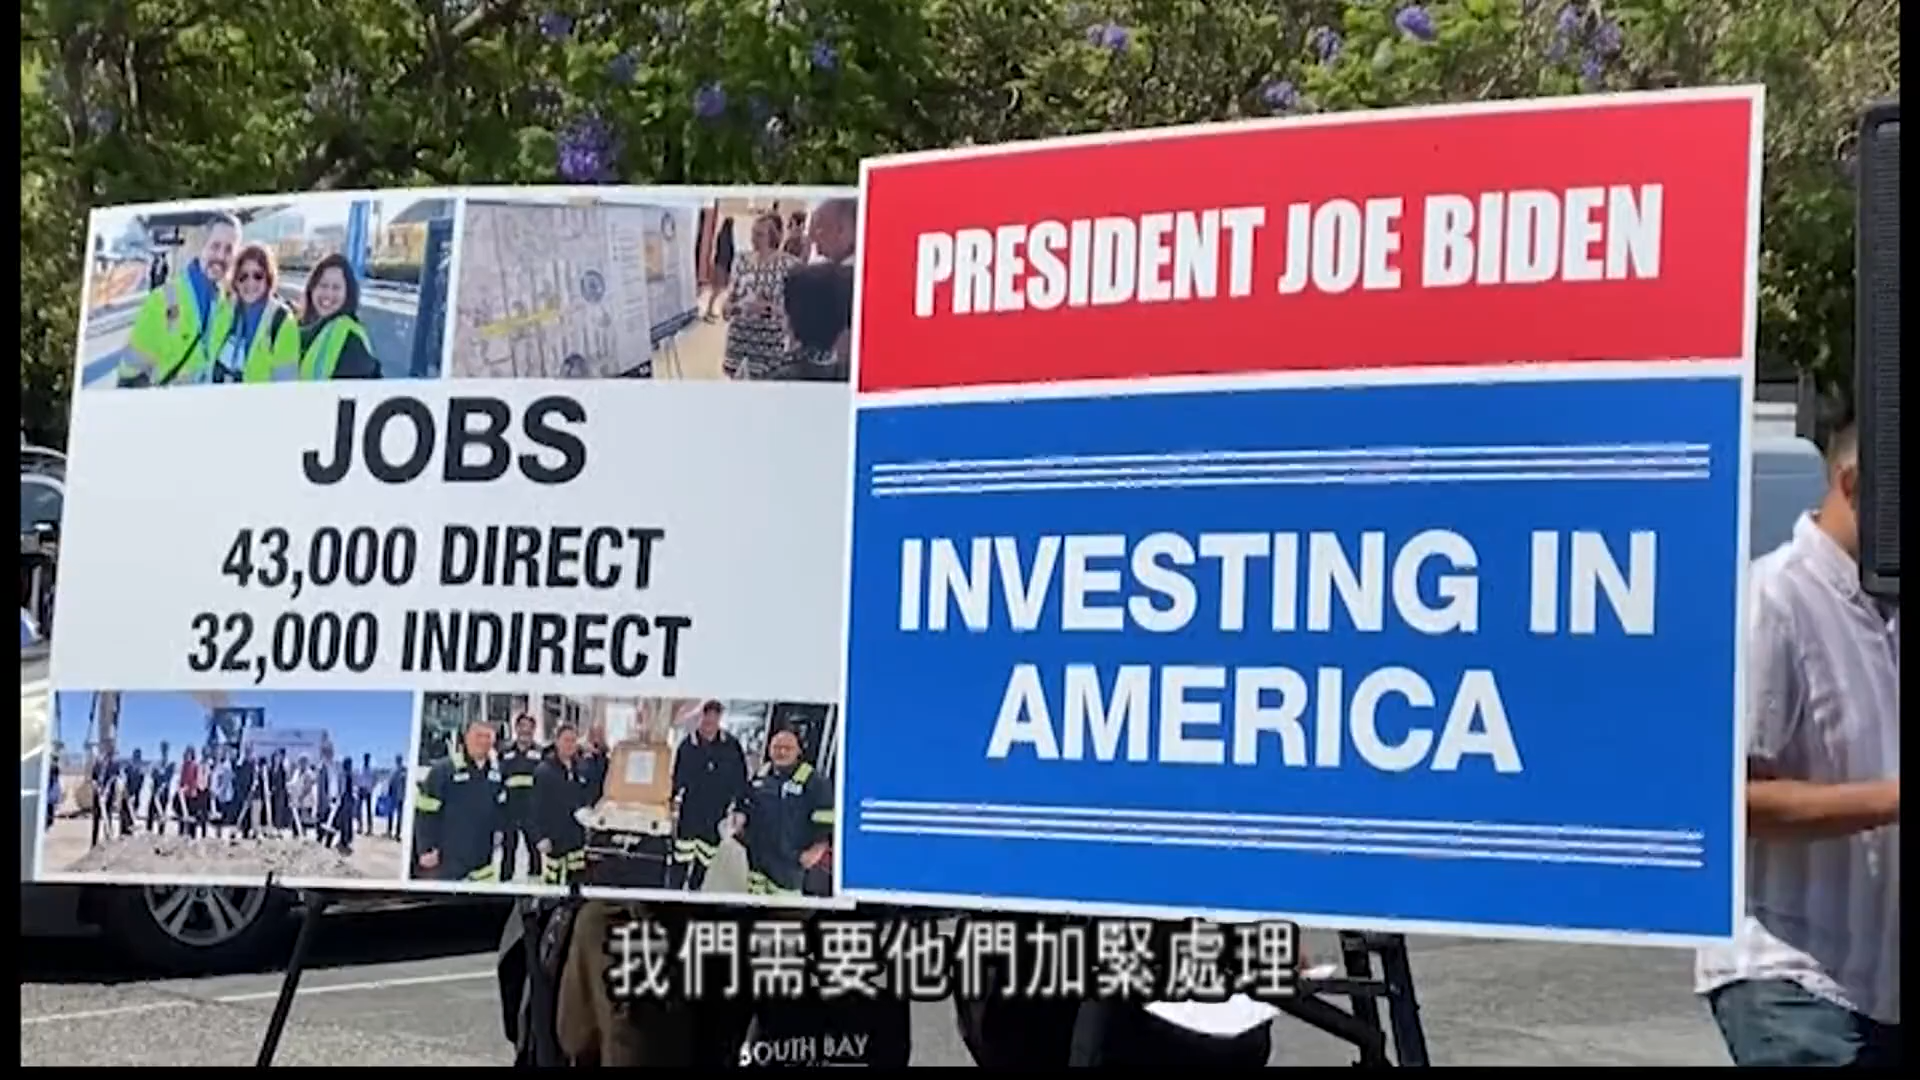 JOBS
43,000 DIRECT
32,000 INDIRECT
PRESIDENT JOE BIDEN
INVESTING IN
AMERICA
我們需要他們加緊處理
SOUTH BAY